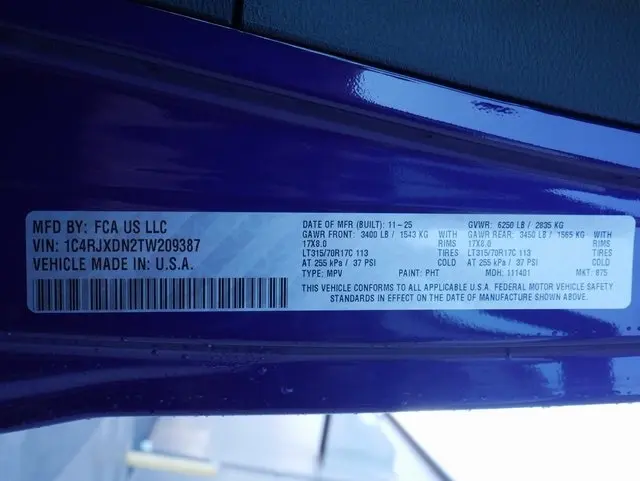 MFD BY: FCA US LLC
VIN: 1C4RJXDN2TW209387
VEHICLE MADE IN: U.S.A.
DATE OF MFR (BUILT): 11-25 GVWR: 6250 LB / 2835 KG
GAWR FRONT: 3400 LB / 1543 KG WITH GAWR REAR: 3450 LB / 1565 KG WITH
17X8.0 RIMS 17X8.0 RIMS
LT315/70R17C 113 TIRES LT315/70R17C 113 TIRES
AT 255 kPa / 37 PSI COLD AT 255 kPa / 37 PSI COLD
TYPE: MPV PAINT: PHT MDH: 111401 MKT: 875
THIS VEHICLE CONFORMS TO ALL APPLICABLE U.S.A. FEDERAL MOTOR VEHICLE SAFETY
STANDARDS IN EFFECT ON THE DATE OF MANUFACTURE SHOWN ABOVE.